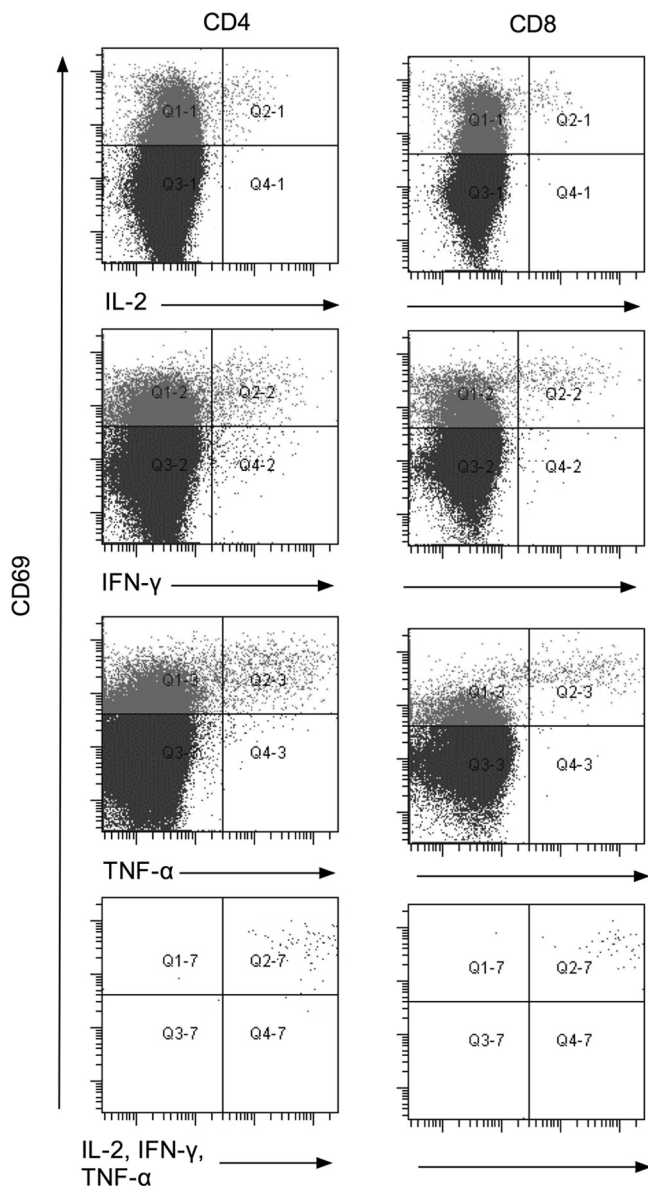 CD4
CD8
CD69
Q1-1
Q2-1
Q3-1
Q4-1
Q1-1
Q2-1
Q3-1
Q4-1
IL-2
Q1-2
Q2-2
Q3-2
Q4-2
Q1-2
Q2-2
Q3-2
Q4-2
IFN-γ
Q1-3
Q2-3
Q3-3
Q4-3
Q1-3
Q2-3
Q3-3
Q4-3
TNF-α
Q1-7
Q2-7
Q3-7
Q4-7
Q1-7
Q2-7
Q3-7
Q4-7
IL-2, IFN-γ,
TNF-α